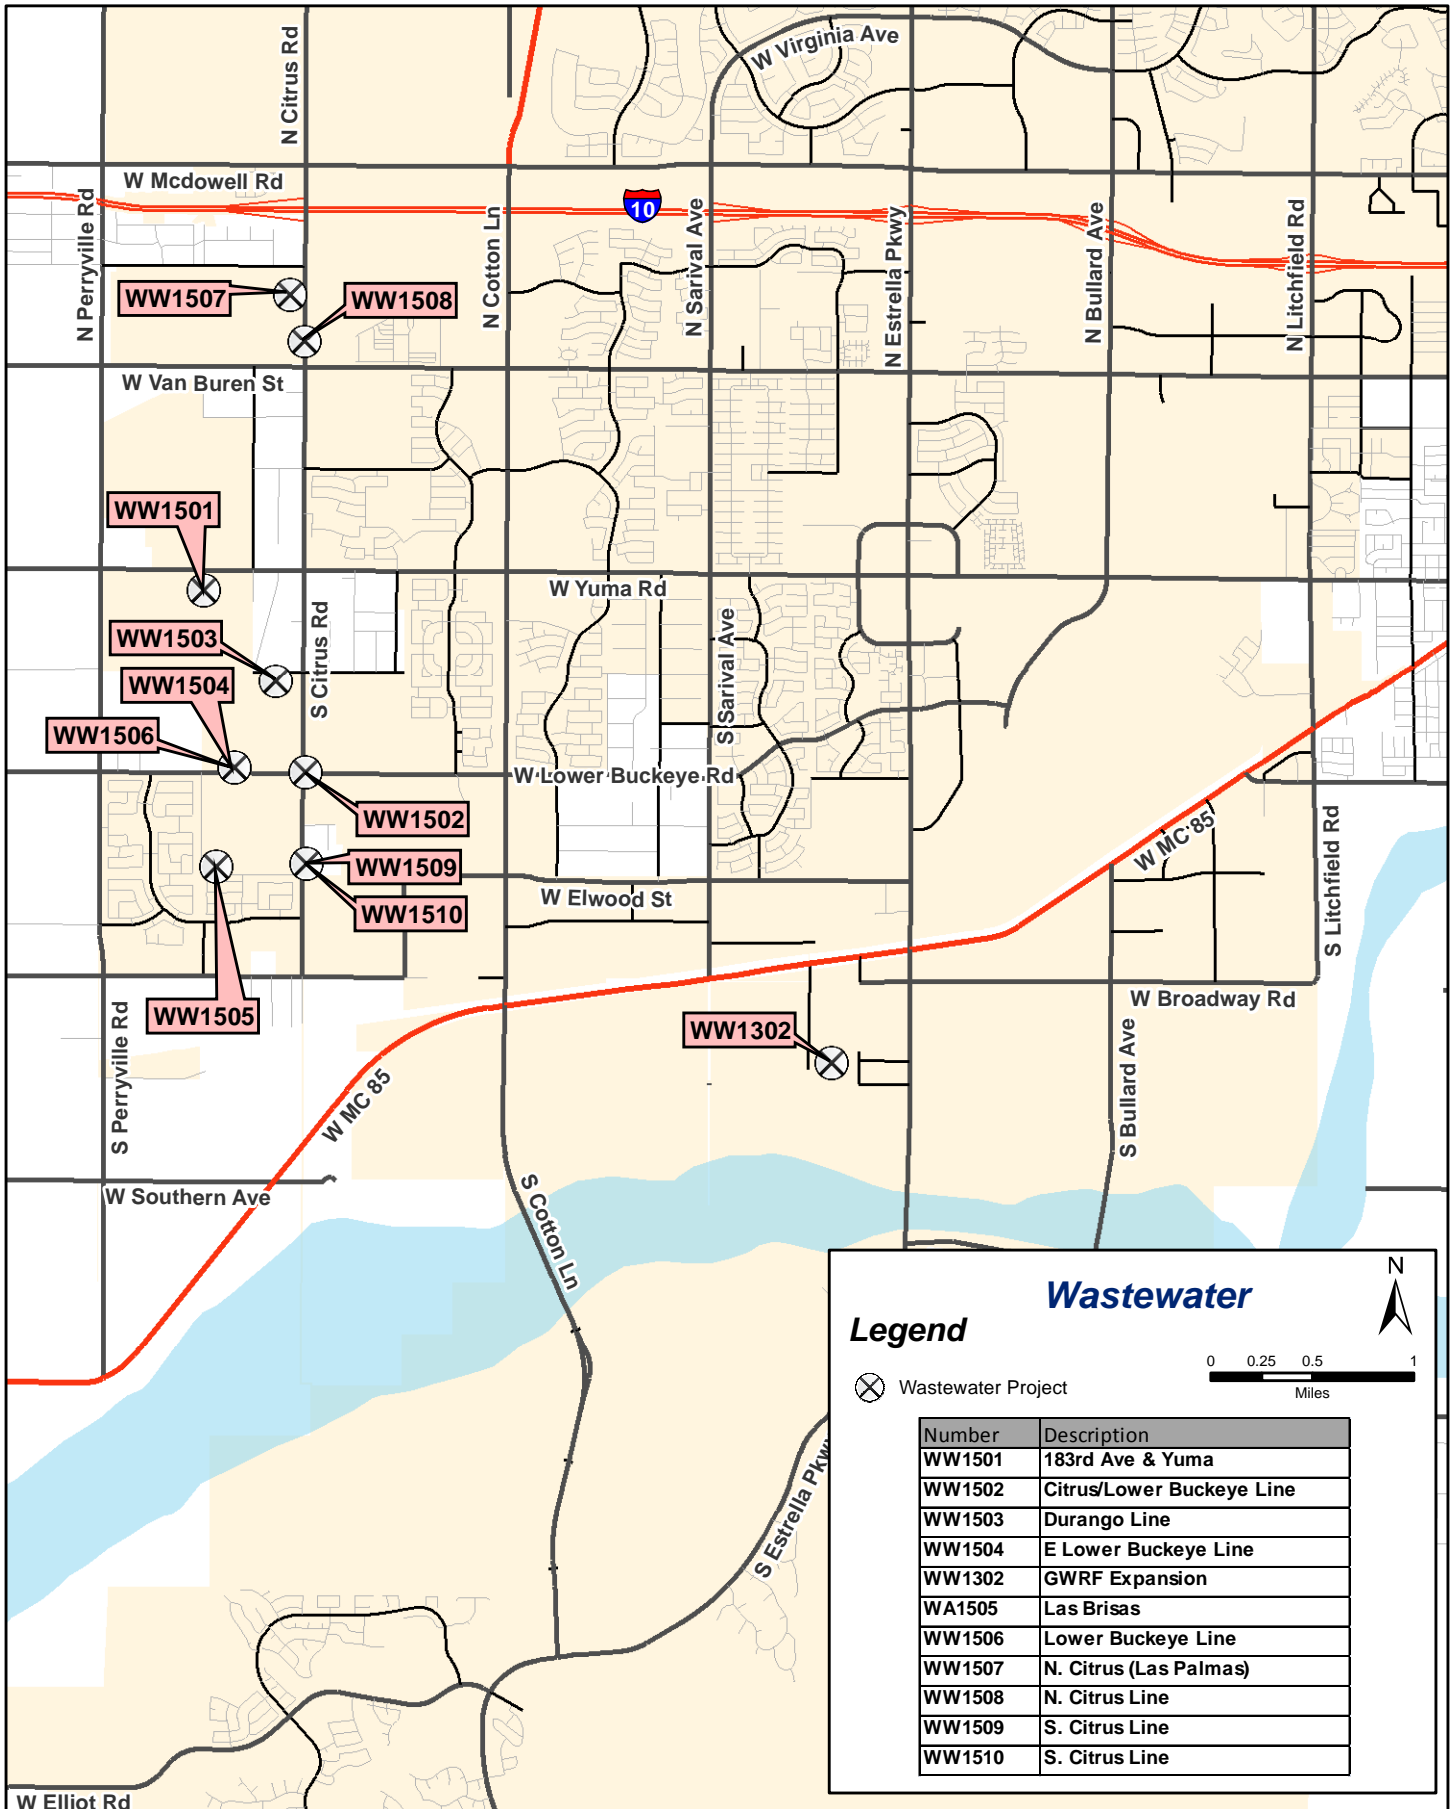 W Virginia Ave
N Citrus Rd
W Mcdowell Rd
10
N Perryville Rd
N Cotton Ln
N Sarival Ave
N Estrella Pkwy
N Bullard Ave
N Litchfield Rd
WW1507
WW1508
W Van Buren St
WW1501
W Yuma Rd
WW1503
S Citrus Rd
S Sarival Ave
WW1504
WW1506
W Lower Buckeye Rd
WW1502
W MC 85
WW1509
W Elwood St
WW1510
S Litchfield Rd
WW1505
W Broadway Rd
WW1302
S Perryville Rd
W MC 85
S Bullard Ave
W Southern Ave
S Cotton Ln
S Estrella Pkwy
W Elliot Rd
Wastewater
N
Legend
0 0.25 0.5 1
Miles
Wastewater Project
Number Description
WW1501 183rd Ave & Yuma
WW1502 Citrus/Lower Buckeye Line
WW1503 Durango Line
WW1504 E Lower Buckeye Line
WW1302 GWRF Expansion
WA1505 Las Brisas
WW1506 Lower Buckeye Line
WW1507 N. Citrus (Las Palmas)
WW1508 N. Citrus Line
WW1509 S. Citrus Line
WW1510 S. Citrus Line